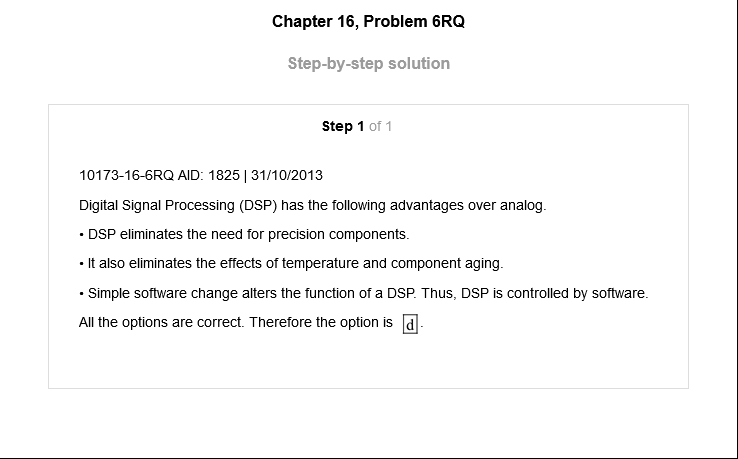 Chapter 16, Problem 6RQ
Step-by-step solution
Step 1 of 1
10173-16-6RQ AID: 1825 | 31/10/2013
Digital Signal Processing (DSP) has the following advantages over analog.
• DSP eliminates the need for precision components.
• It also eliminates the effects of temperature and component aging.
• Simple software change alters the function of a DSP. Thus, DSP is controlled by software.
All the options are correct. Therefore the option is d.